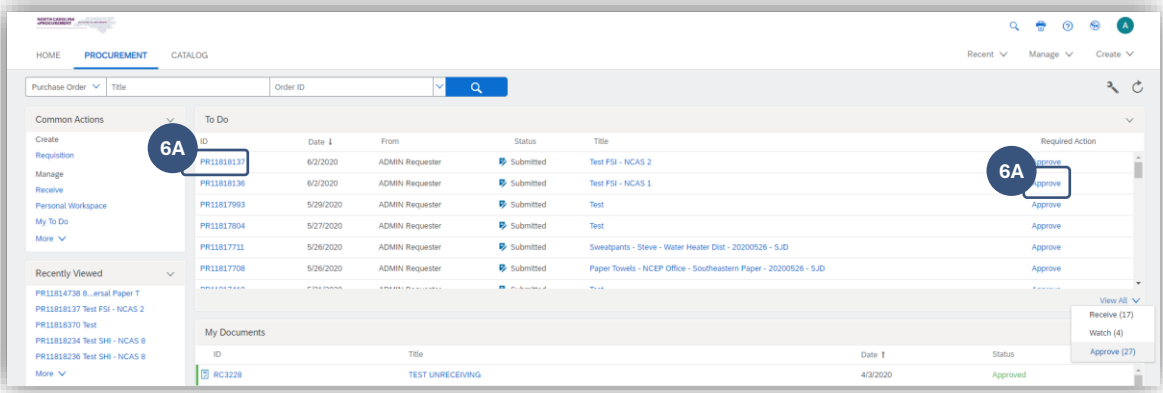 NORTH CAROLINA
ePROCUREMENT
A
HOME PROCUREMENT CATALOG
Recent Manage Create
Purchase Order Title Order ID
Common Actions
Create
Requisition
Manage
Receive
Personal Workspace
My To Do
More
Recently Viewed
PR11814738 B...ersal Paper T
PR11818137 Test FSI - NCAS 2
PR11818370 Test
PR11818234 Test SHI - NCAS 8
PR11818236 Test SHI - NCAS 8
More
To Do
ID Date ↓ From Status Title Required Action
6A
PR11818137 6/2/2020 ADMIN Requester Submitted Test FSI - NCAS 2 Approve
6A
PR11818136 6/2/2020 ADMIN Requester Submitted Test FSI - NCAS 1 Approve
PR11817993 5/29/2020 ADMIN Requester Submitted Test Approve
PR11817804 5/27/2020 ADMIN Requester Submitted Test Approve
PR11817711 5/26/2020 ADMIN Requester Submitted Sweatpants - Steve - Water Heater Dist - 20200526 - SJD Approve
PR11817708 5/26/2020 ADMIN Requester Submitted Paper Towels - NCEP Office - Southeastern Paper - 20200526 - SJD Approve
View All
Receive (17)
Watch (4)
Approve (27)
My Documents
ID Title Date ↑ Status
RC3228 TEST UNRECEIVING 4/3/2020 Approved